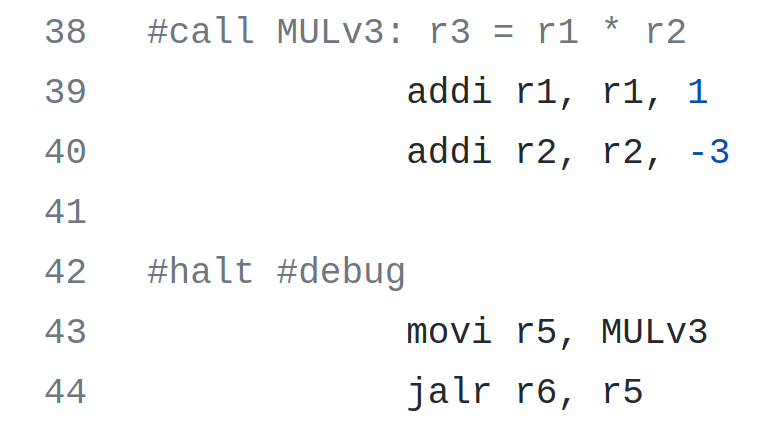 38 #call MULv3: r3 = r1 * r2
39 addi r1, r1, 1
40 addi r2, r2, -3
41
42 #halt #debug
43 movi r5, MULv3
44 jalr r6, r5